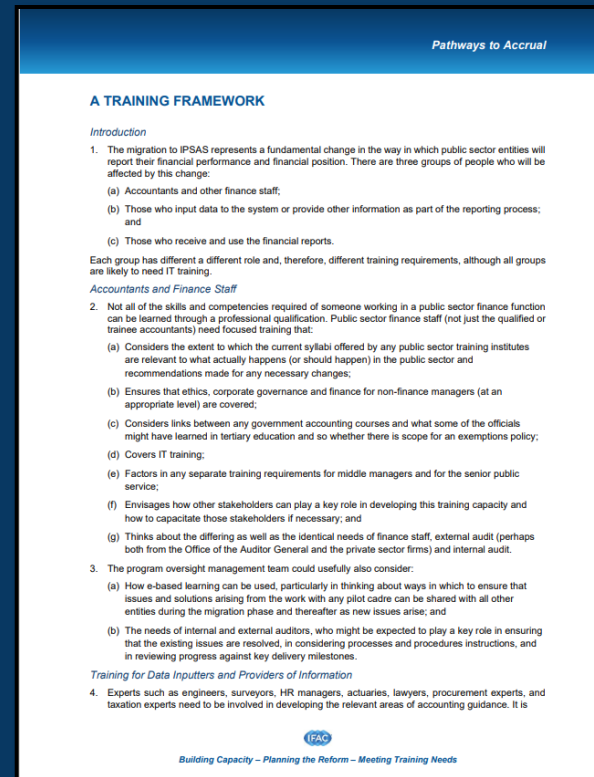 Pathways to Accrual
A TRAINING FRAMEWORK
Introduction
1. The migration to IPSAS represents a fundamental change in the way in which public sector entities will
report their financial performance and financial position. There are three groups of people who will be
affected by this change:
(a) Accountants and other finance staff;
(b) Those who input data to the system or provide other information as part of the reporting process;
and
(c) Those who receive and use the financial reports.
Each group has different a different role and, therefore, different training requirements, although all groups
are likely to need IT training.
Accountants and Finance Staff
2. Not all of the skills and competencies required of someone working in a public sector finance function
can be learned through a professional qualification. Public sector finance staff (not just the qualified or
trainee accountants) need focused training that:
(a) Considers the extent to which the current syllabi offered by any public sector training institutes
are relevant to what actually happens (or should happen) in the public sector and
recommendations made for any necessary changes;
(b) Ensures that ethics, corporate governance and finance for non-finance managers (at an
appropriate level) are covered;
(c) Considers links between any government accounting courses and what some of the officials
might have learned in tertiary education and so whether there is scope for an exemptions policy;
(d) Covers IT training;
(e) Factors in any separate training requirements for middle managers and for the senior public
service;
(f) Envisages how other stakeholders can play a key role in developing this training capacity and
how to capacitate those stakeholders if necessary; and
(g) Thinks about the differing as well as the identical needs of finance staff, external audit (perhaps
both from the Office of the Auditor General and the private sector firms) and internal audit.
3. The program oversight management team could usefully also consider:
(a) How e-based learning can be used, particularly in thinking about ways in which to ensure that
issues and solutions arising from the work with any pilot cadre can be shared with all other
entities during the migration phase and thereafter as new issues arise; and
(b) The needs of internal and external auditors, who might be expected to play a key role in ensuring
that the existing issues are resolved, in considering processes and procedures instructions, and
in reviewing progress against key delivery milestones.
Training for Data Inputters and Providers of Information
4. Experts such as engineers, surveyors, HR managers, actuaries, lawyers, procurement experts, and
taxation experts need to be involved in developing the relevant areas of accounting guidance. It is
IFAC
Building Capacity – Planning the Reform – Meeting Training Needs